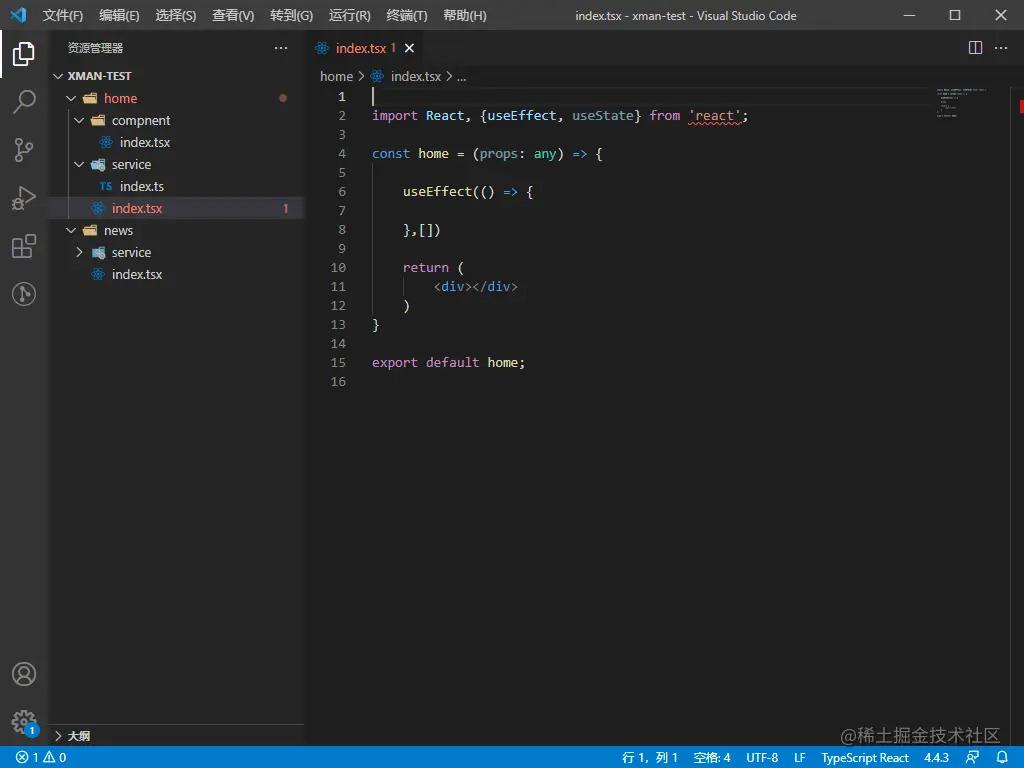 文件(F) 编辑(E) 选择(S) 查看(V) 转到(G) 运行(R) 终端(T) 帮助(H) index.tsx - xman-test - Visual Studio Code
资源管理器
XMAN-TEST
home
compnent
index.tsx
service
TS index.ts
index.tsx 1
news
service
index.tsx
大纲
index.tsx 1
home > index.tsx > ...
1
2 import React, {useEffect, useState} from 'react';
3
4 const home = (props: any) => {
5
6 useEffect(() => {
7
8 },[])
9
10 return (
11 <div></div>
12 )
13 }
14
15 export default home;
16
@稀土掘金技术社区
1
1 0 行 1，列 1 空格: 4 UTF-8 LF TypeScript React 4.4.3